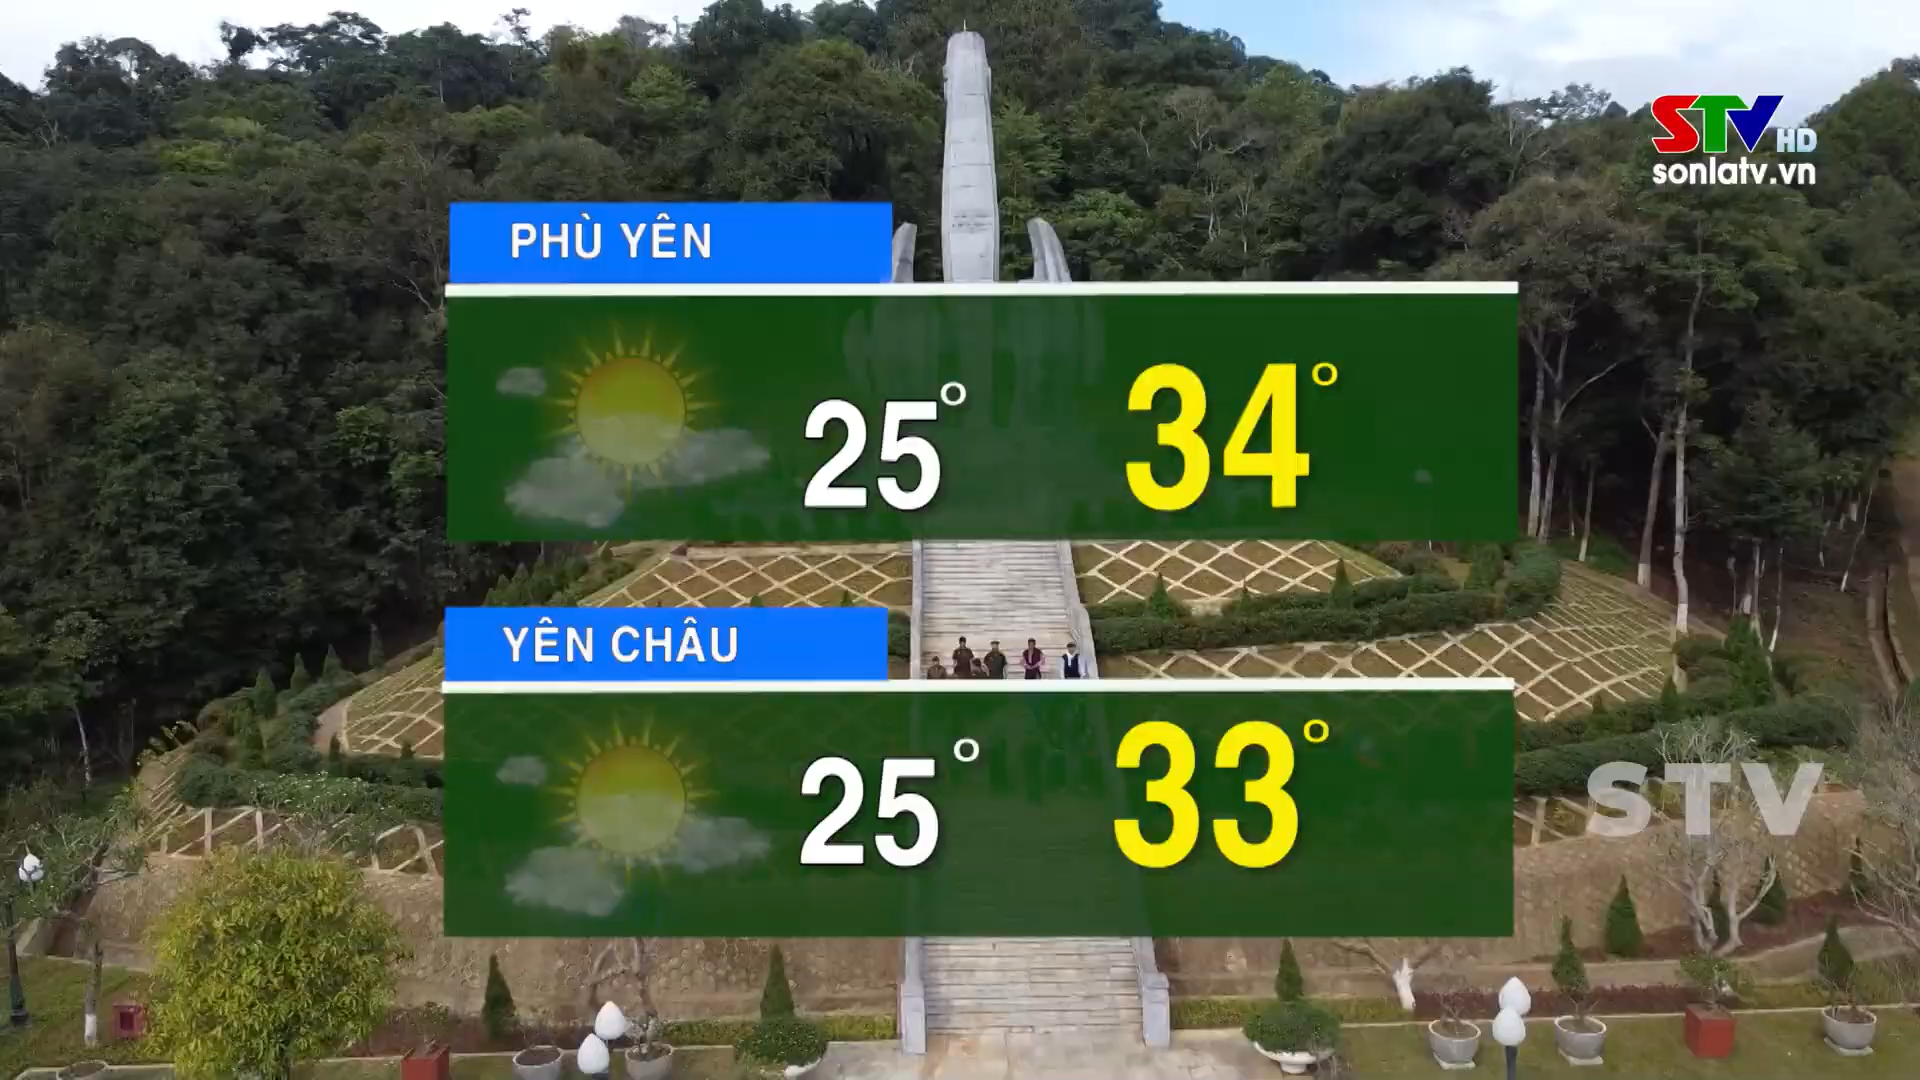 STV HD
sonlatv.vn
PHÙ YÊN
25° 34°
YÊN CHÂU
25° 33°
STV